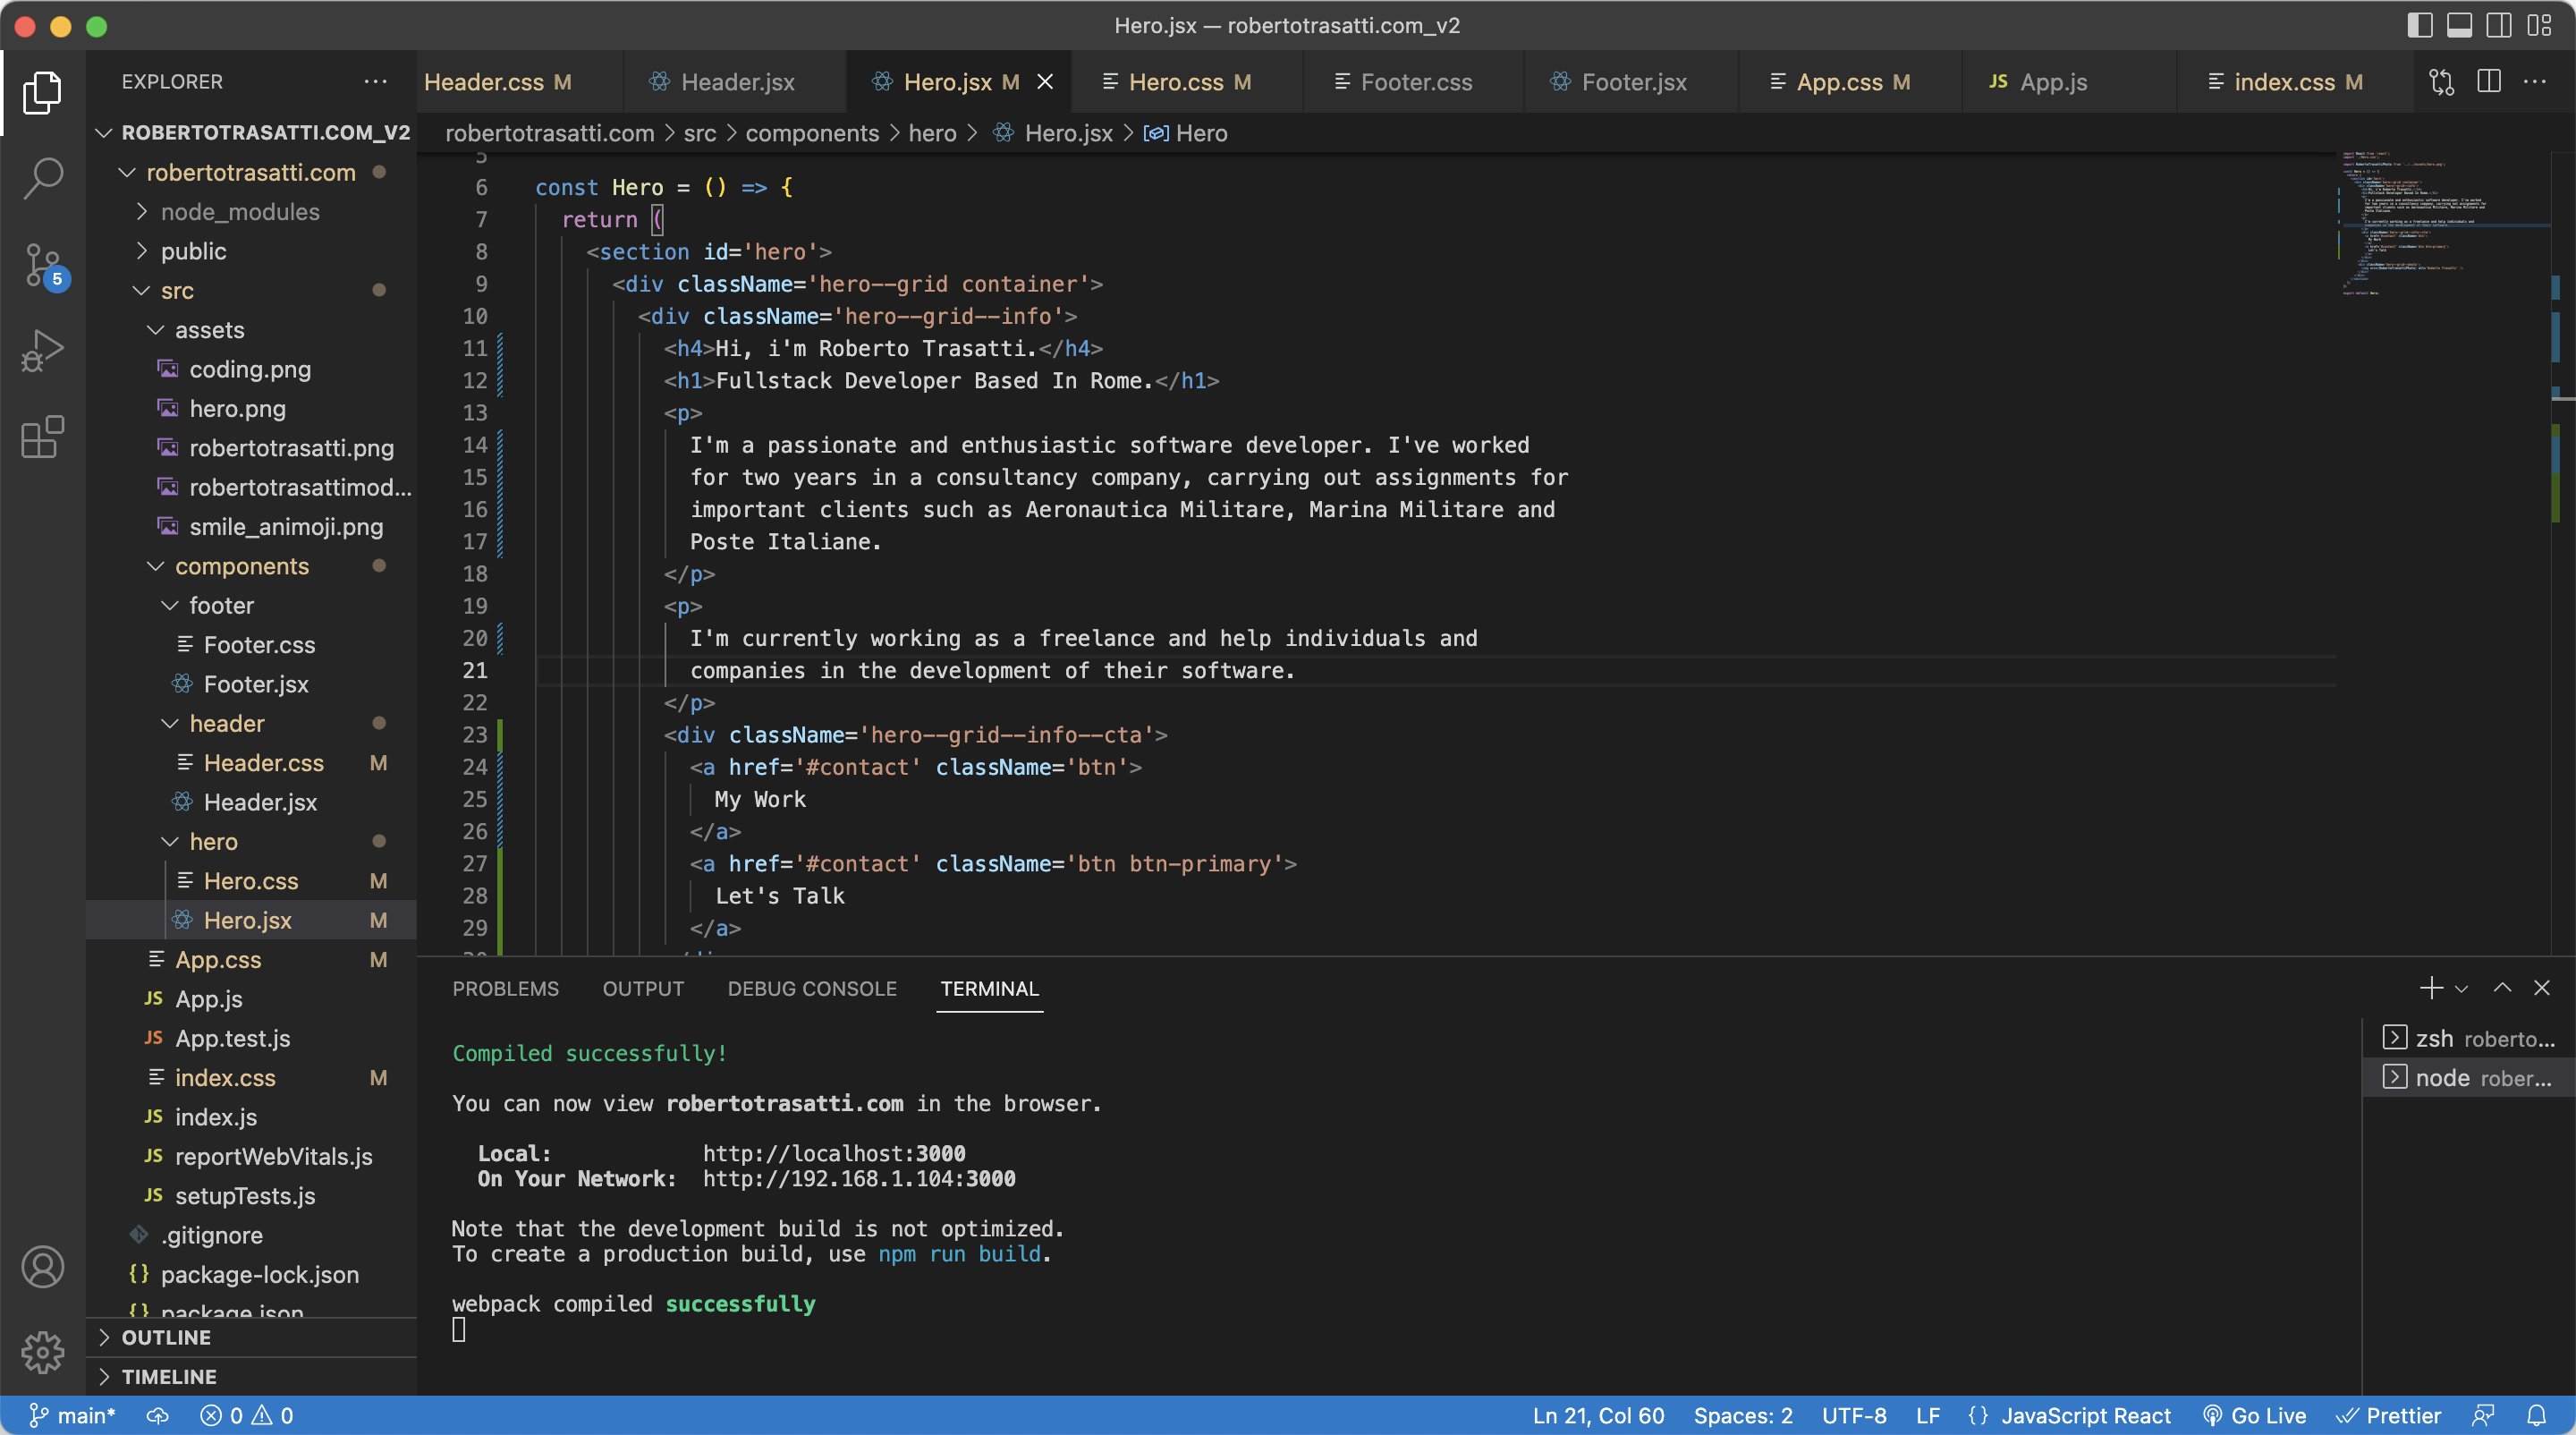 Hero.jsx — robertotrasatti.com_v2
EXPLORER
ROBERTOTRASATTI.COM_V2
robertotrasatti.com
node_modules
public
src
assets
coding.png
hero.png
robertotrasatti.png
robertotrasattimod...
smile_animoji.png
components
footer
Footer.css
Footer.jsx
header
Header.css M
Header.jsx
hero
Hero.css M
Hero.jsx M
App.css M
JS App.js
JS App.test.js
index.css M
JS index.js
JS reportWebVitals.js
JS setupTests.js
.gitignore
{} package-lock.json
{} package.json
OUTLINE
TIMELINE
5
Header.css M
Header.jsx
Hero.jsx M
Hero.css M
Footer.css
Footer.jsx
App.css M
JS App.js
index.css M
robertotrasatti.com > src > components > hero > Hero.jsx > Hero
5
6 const Hero = () => {
7 return (
8 <section id='hero'>
9 <div className='hero--grid container'>
10 <div className='hero--grid--info'>
11 <h4>Hi, i'm Roberto Trasatti.</h4>
12 <h1>Fullstack Developer Based In Rome.</h1>
13 <p>
14 I'm a passionate and enthusiastic software developer. I've worked
15 for two years in a consultancy company, carrying out assignments for
16 important clients such as Aeronautica Militare, Marina Militare and
17 Poste Italiane.
18 </p>
19 <p>
20 I'm currently working as a freelance and help individuals and
21 companies in the development of their software.
22 </p>
23 <div className='hero--grid--info--cta'>
24 <a href='#contact' className='btn'>
25 My Work
26 </a>
27 <a href='#contact' className='btn btn-primary'>
28 Let's Talk
29 </a>
PROBLEMS OUTPUT DEBUG CONSOLE TERMINAL
Compiled successfully!
You can now view robertotrasatti.com in the browser.
Local: http://localhost:3000
On Your Network: http://192.168.1.104:3000
Note that the development build is not optimized.
To create a production build, use npm run build.
webpack compiled successfully
zsh roberto...
node rober...
main* 0 0
Ln 21, Col 60 Spaces: 2 UTF-8 LF {} JavaScript React Go Live Prettier